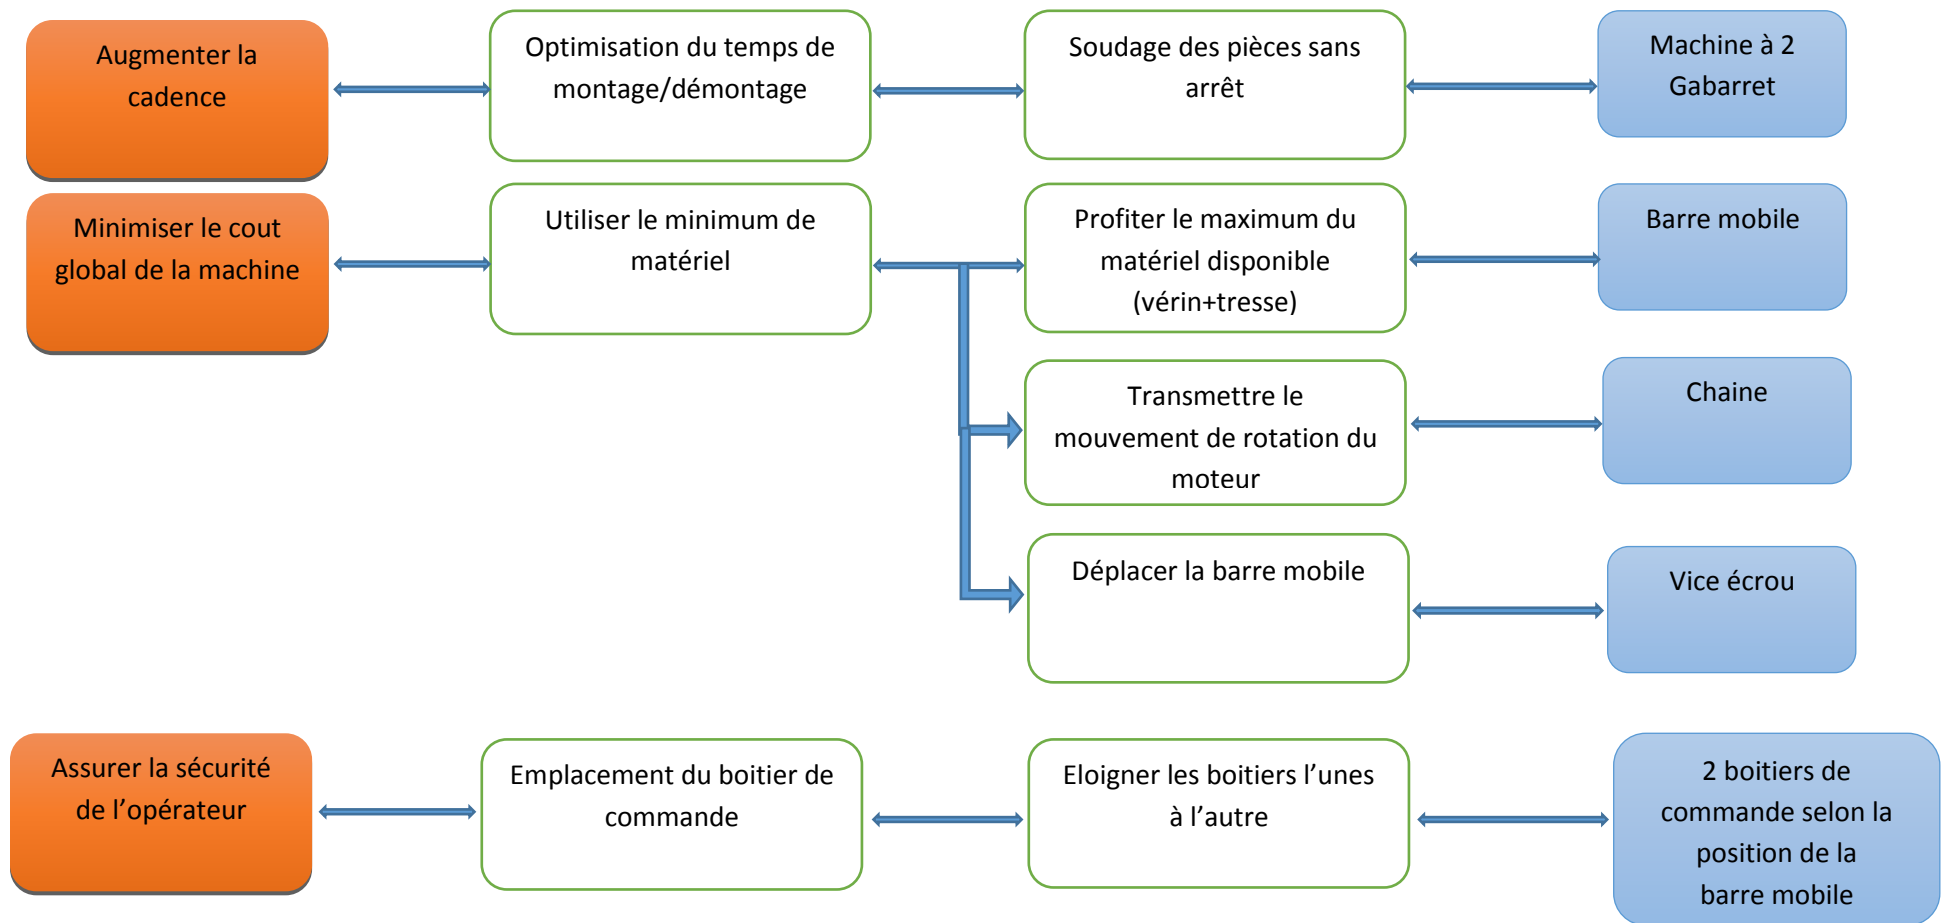 Augmenter la
cadence
Optimisation du temps de
montage/démontage
Soudage des pièces sans
arrêt
Machine à 2
Gabarret
Minimiser le cout
global de la machine
Utiliser le minimum de
matériel
Profiter le maximum du
matériel disponible
(vérin+tresse)
Barre mobile
Transmettre le
mouvement de rotation du
moteur
Chaine
Déplacer la barre mobile
Vice écrou
Assurer la sécurité
de l’opérateur
Emplacement du boitier de
commande
Eloigner les boitiers l’unes
à l’autre
2 boitiers de
commande selon la
position de la
barre mobile